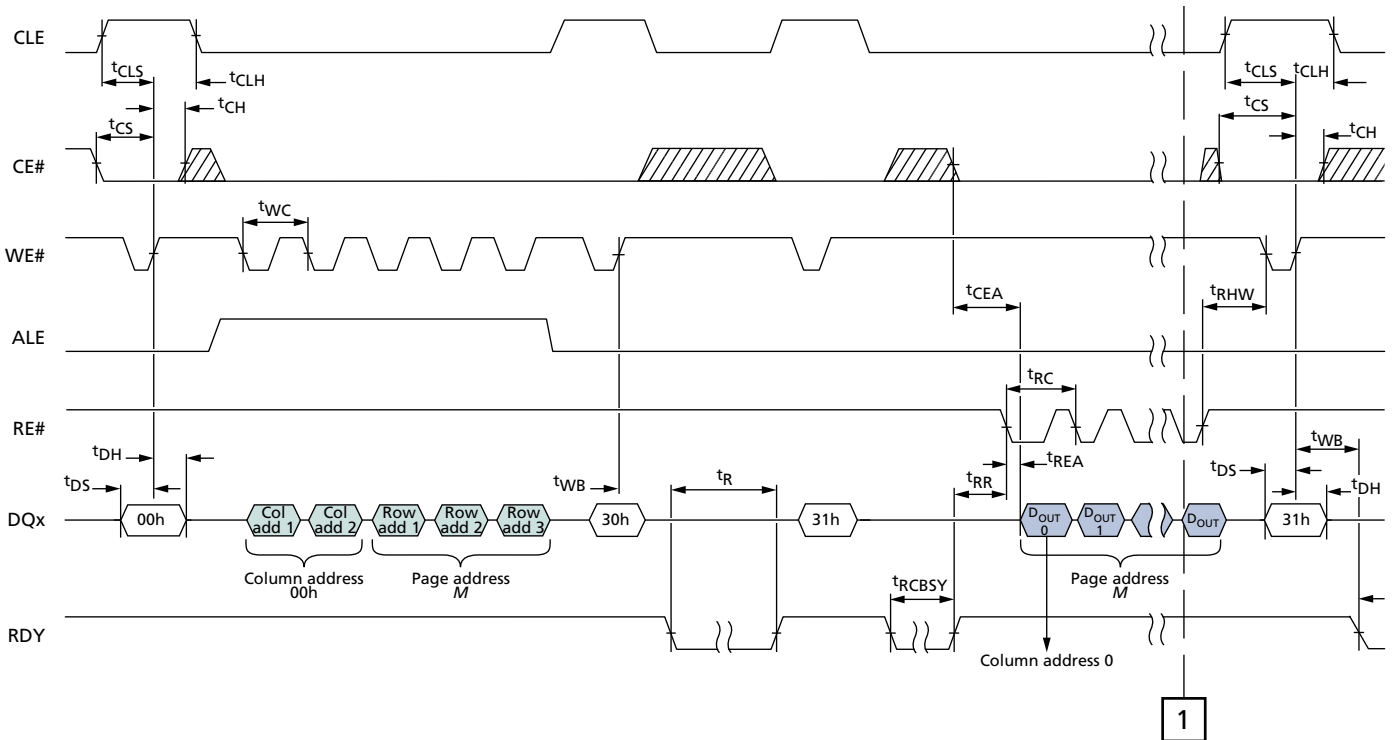 CLE
tCLS
tCLH
tCLS
tCLH
tCH
tCS
tCS
tCH
CE#
tWC
WE#
tCEA
tRHW
ALE
tRC
RE#
tDH
tREA
tWB
tDS
tWB
tR
tRR
tDS
tDH
DQx
00h
Col add 1
Col add 2
Row add 1
Row add 2
Row add 3
30h
31h
DOUT 0
DOUT 1
DOUT
31h
Column address 00h
Page address M
tRCBSY
Page address M
RDY
Column address 0
1